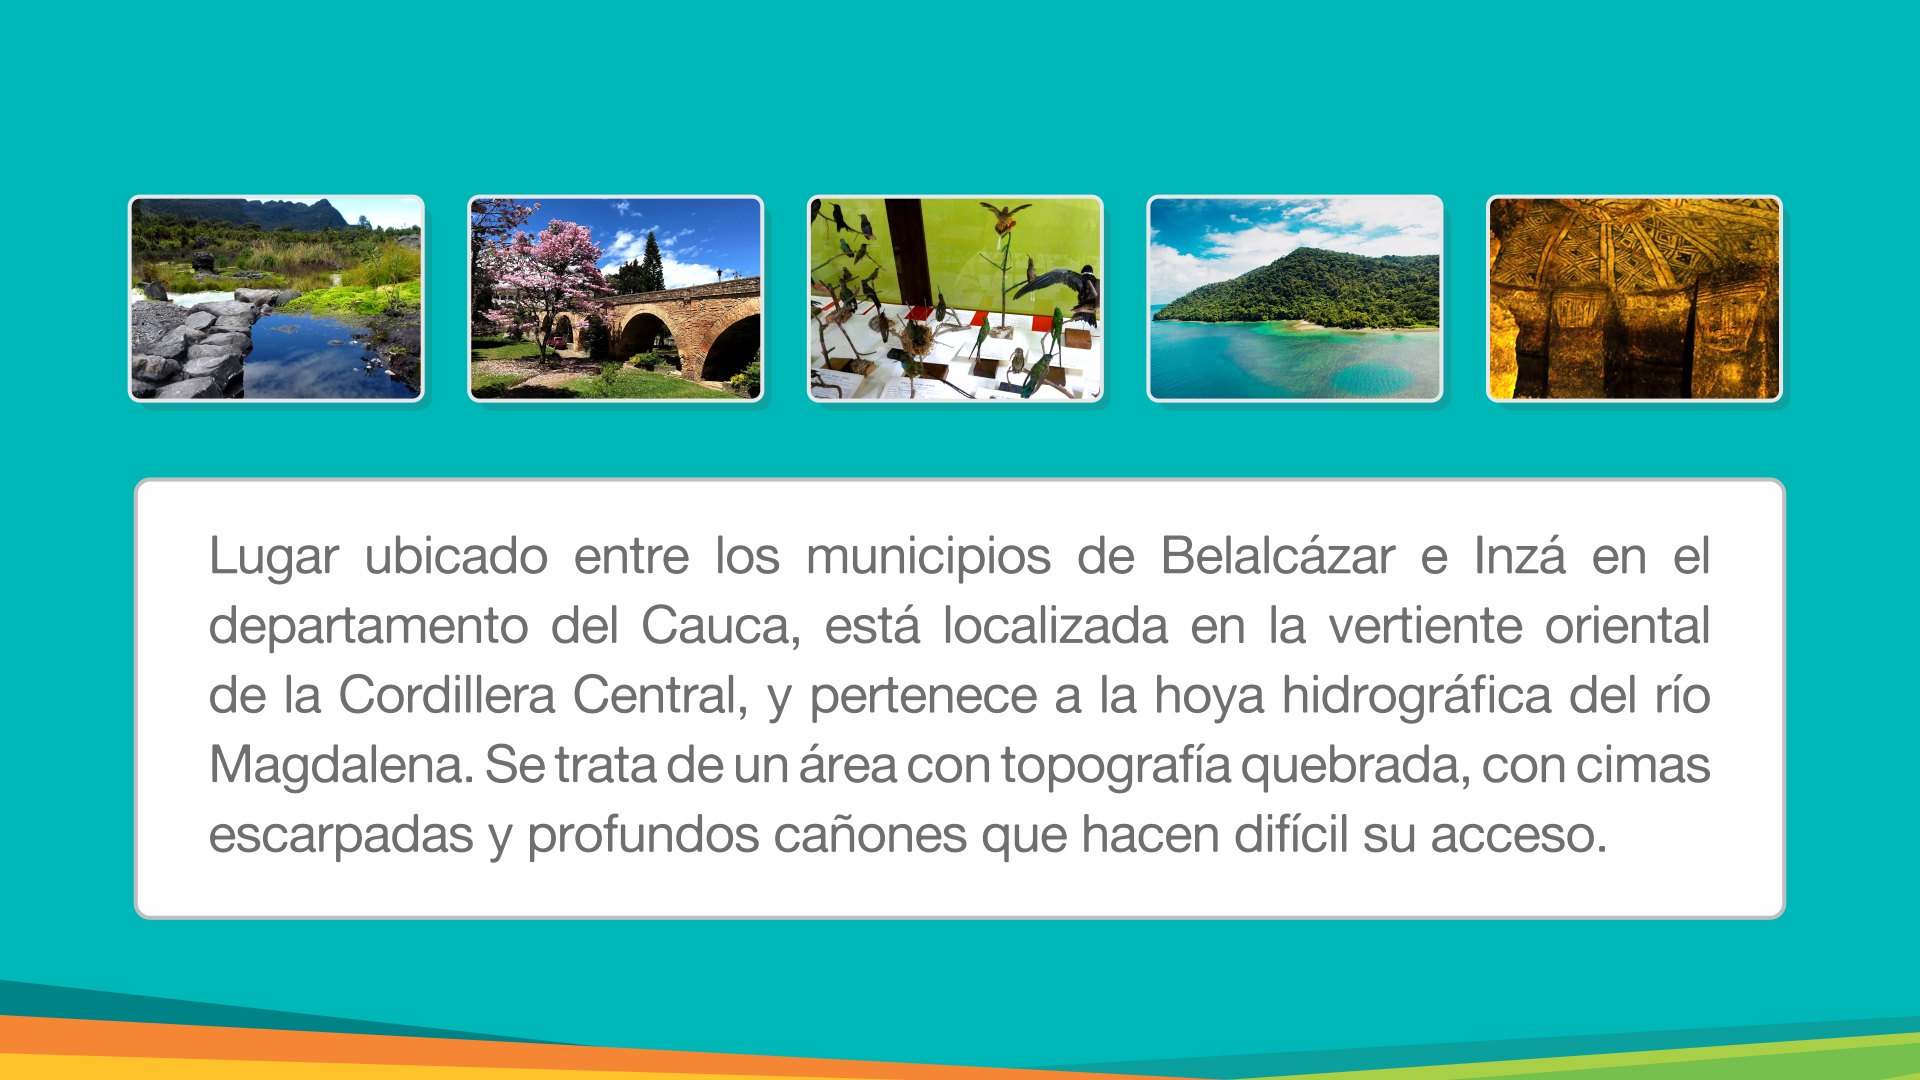 Lugar ubicado entre los municipios de Belalcázar e Inzá en el
departamento del Cauca, está localizada en la vertiente oriental
de la Cordillera Central, y pertenece a la hoya hidrográfica del río
Magdalena. Se trata de un área con topografía quebrada, con cimas
escarpadas y profundos cañones que hacen difícil su acceso.